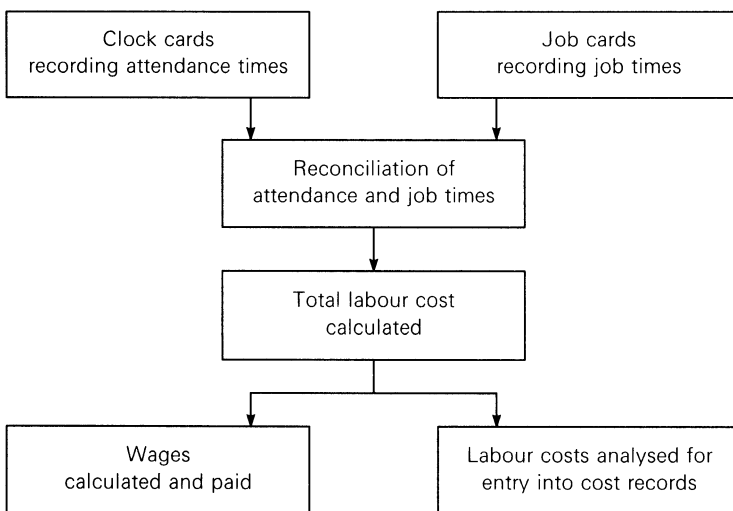 Clock cards
recording attendance times
Job cards
recording job times
Reconciliation of
attendance and job times
Total labour cost
calculated
Wages
calculated and paid
Labour costs analysed for
entry into cost records